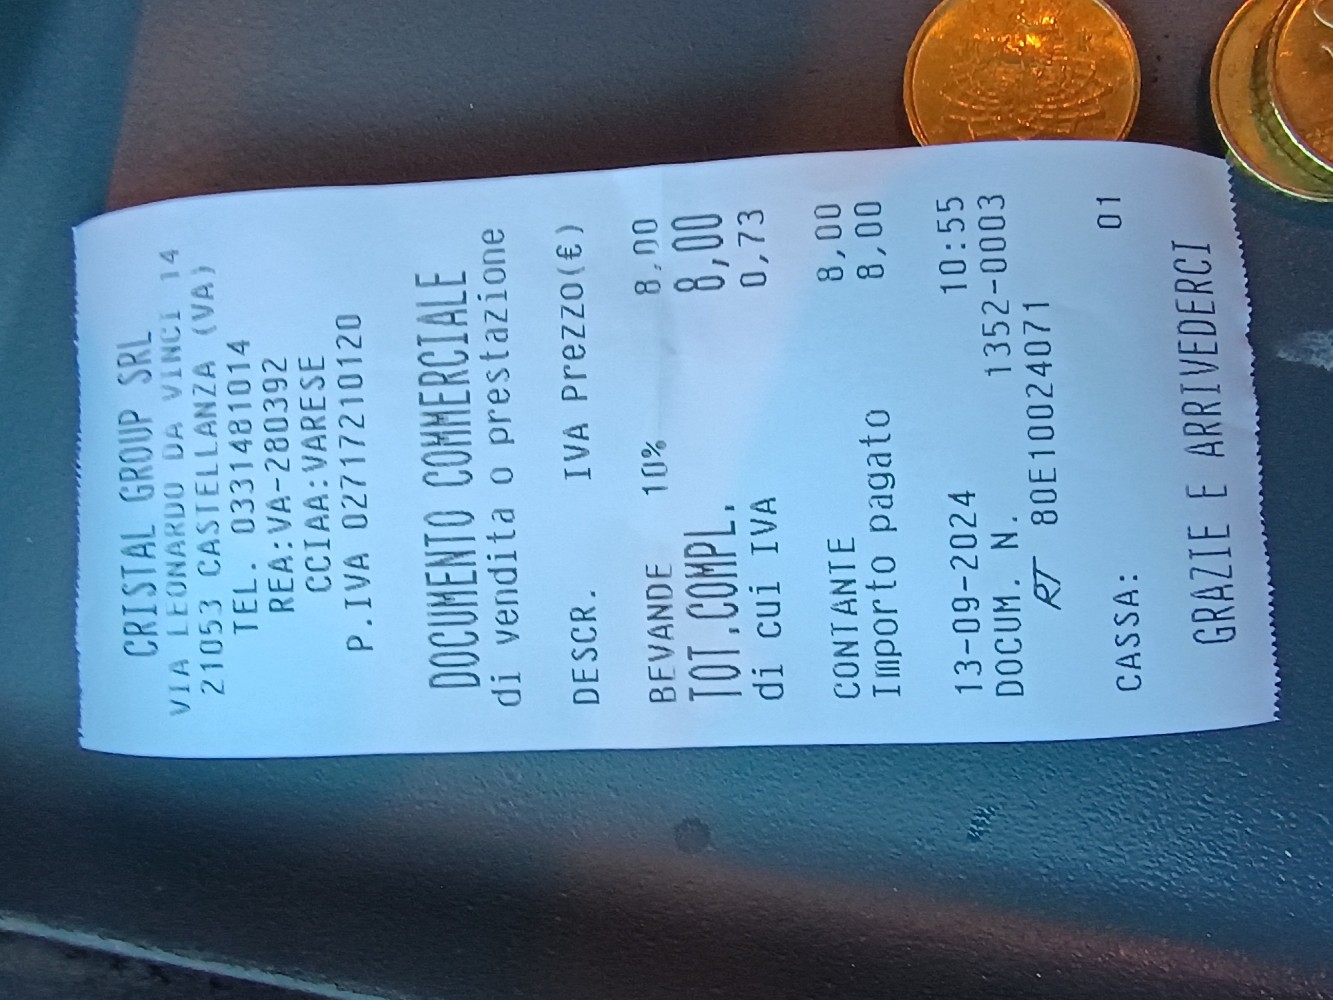 CRISTAL GROUP SRL
VIA LEONARDO DA VINCI 14
21053 CASTELLANZA (VA)
TEL. 0331481014
REA:VA-280392
CCIAA:VARESE
P.IVA 02717210120
DOCUMENTO COMMERCIALE
di vendita o prestazione
DESCR. IVA Prezzo(€)
BEVANDE 10% 8,00
TOT.COMPL. 8,00
di cui IVA 0,73
CONTANTE 8,00
Importo pagato 8,00
13-09-2024 10:55
DOCUM. N. 1352-0003
RT 80E10024071
CASSA: 01
GRAZIE E ARRIVEDERCI